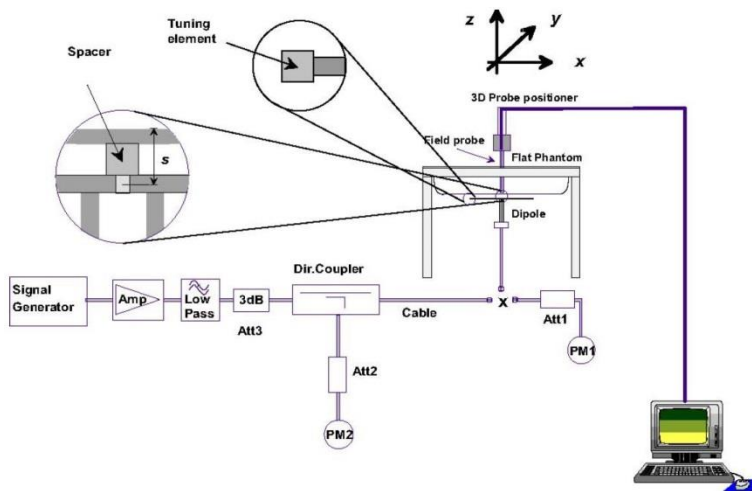 Tuning
element
Spacer
s
z
y
x
3D Probe positioner
Field probe
Flat Phantom
Dipole
Signal
Generator
Amp
Low
Pass
3dB
Att3
Dir.Coupler
Cable
x
Att1
PM1
Att2
PM2